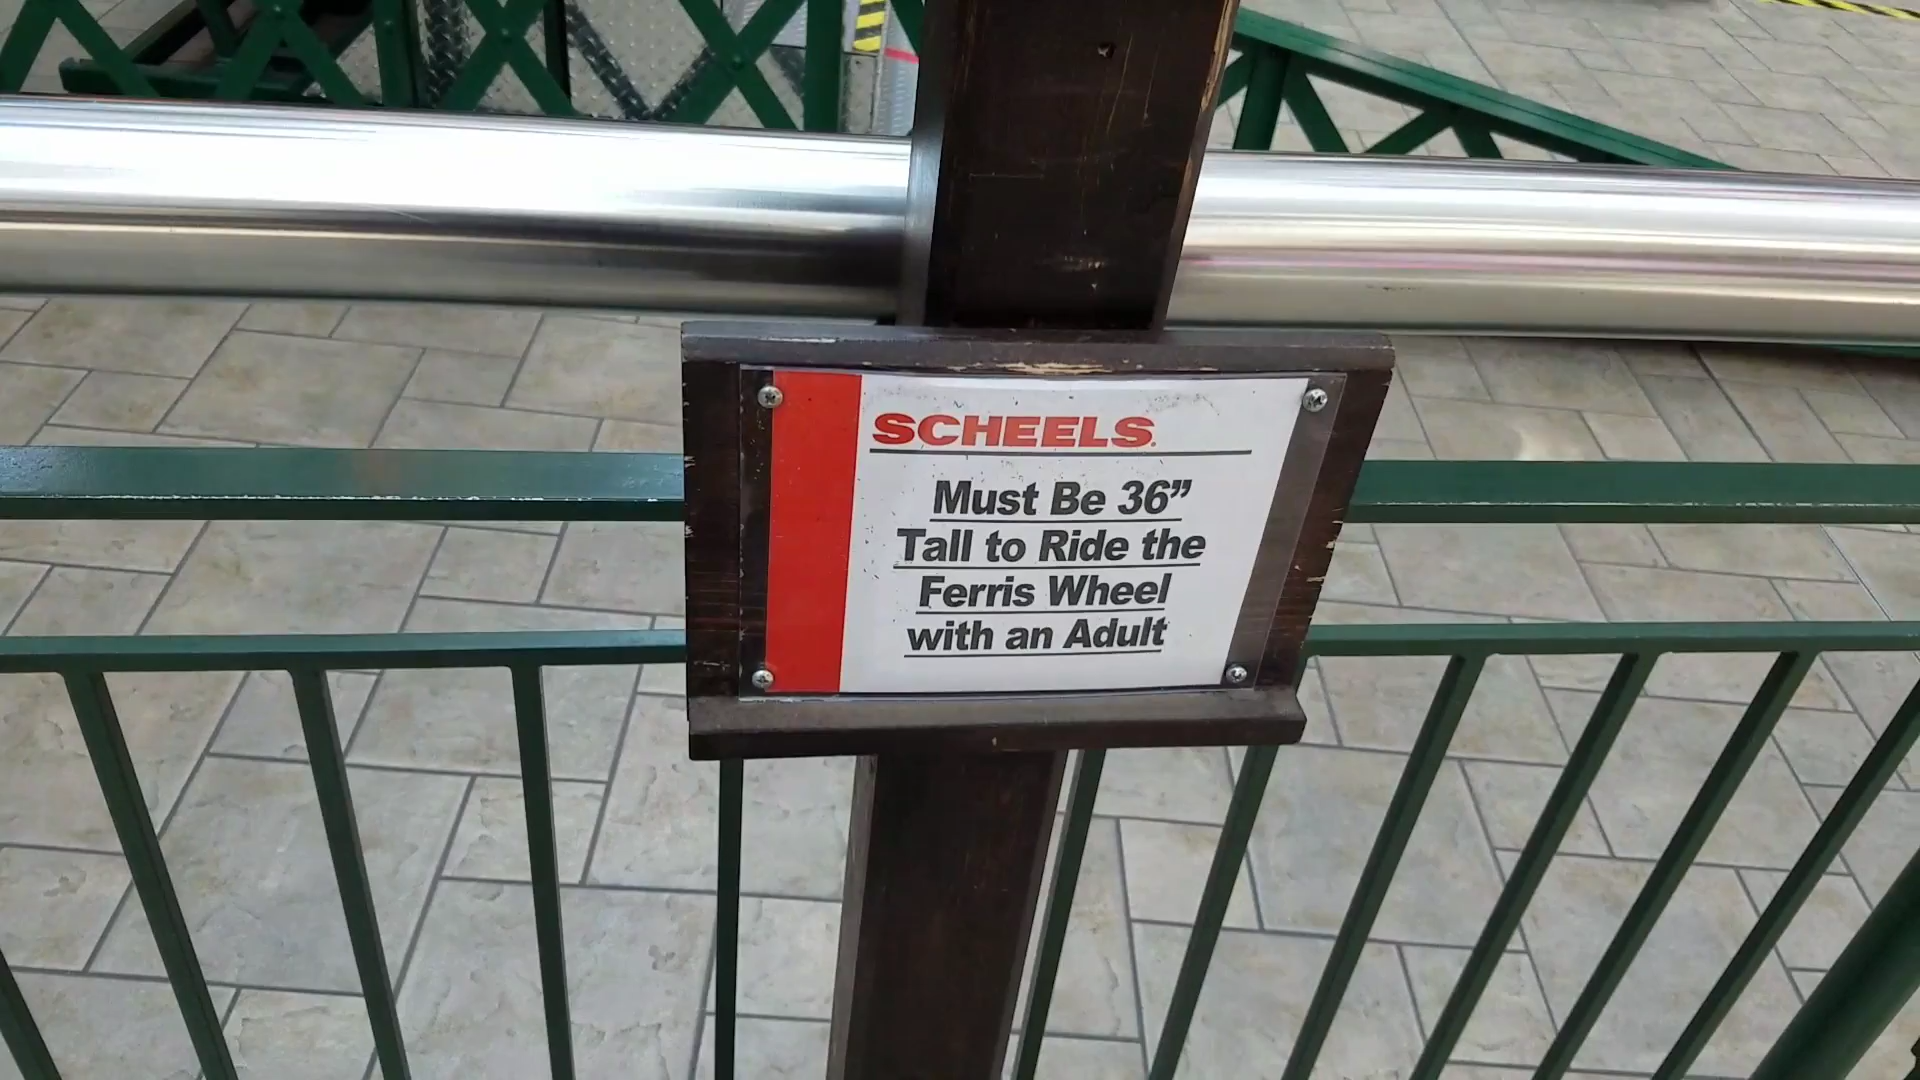 SCHEELS.
Must Be 36”
Tall to Ride the
Ferris Wheel
with an Adult